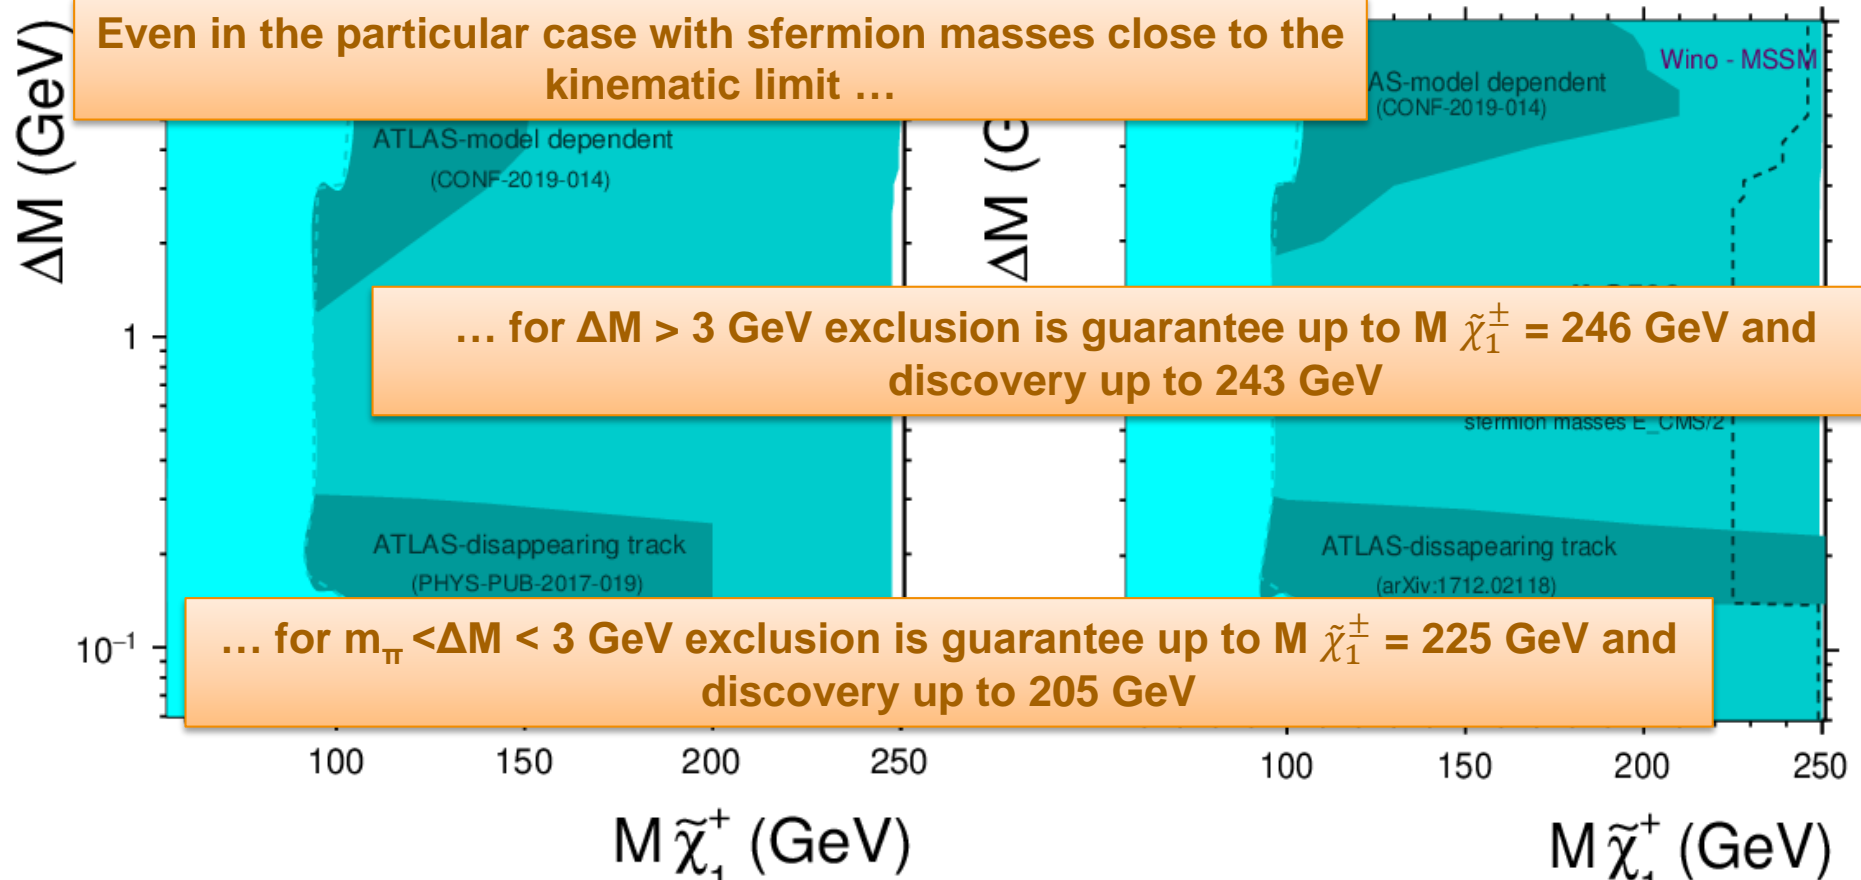 Even in the particular case with sfermion masses close to the
kinematic limit …
ΔM (GeV)
ATLAS-model dependent
(CONF-2019-014)
1
10⁻¹
ATLAS-disappearing track
(PHYS-PUB-2017-019)
100 150 200 250
M χ̃₁⁺ (GeV)
Wino - MSSM
dependent
(CONF-2019-014)
ΔM
… for ΔM > 3 GeV exclusion is guarantee up to M χ̃₁± = 246 GeV and
discovery up to 243 GeV
sfermion masses E_CMS/2
ATLAS-dissapearing track
(arXiv:1712.02118)
… for mπ <ΔM < 3 GeV exclusion is guarantee up to M χ̃₁± = 225 GeV and
discovery up to 205 GeV
100 150 200 250
M χ̃₁⁺ (GeV)